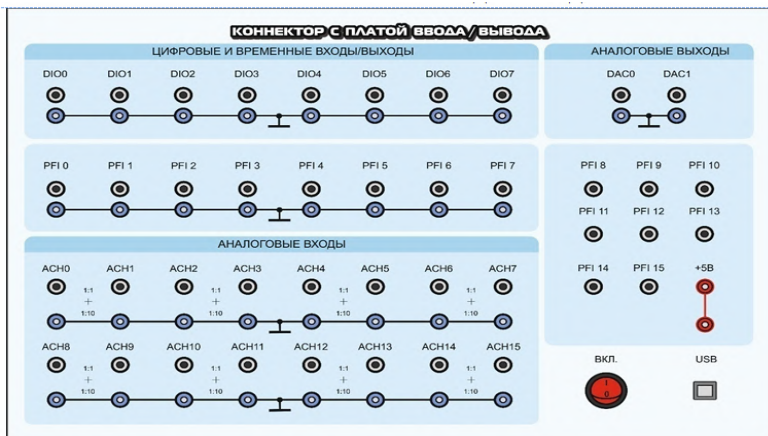 КОННЕКТОР С ПЛАТОЙ ВВОДА/ВЫВОДА
ЦИФРОВЫЕ И ВРЕМЕННЫЕ ВХОДЫ/ВЫХОДЫ
DIO0 DIO1 DIO2 DIO3 DIO4 DIO5 DIO6 DIO7
PFI 0 PFI 1 PFI 2 PFI 3 PFI 4 PFI 5 PFI 6 PFI 7
АНАЛОГОВЫЕ ВХОДЫ
ACH0 ACH1 ACH2 ACH3 ACH4 ACH5 ACH6 ACH7
1:1 1:1 1:1 1:1
1:10 1:10 1:10 1:10
ACH8 ACH9 ACH10 ACH11 ACH12 ACH13 ACH14 ACH15
1:1 1:1 1:1 1:1
1:10 1:10 1:10 1:10
АНАЛОГОВЫЕ ВЫХОДЫ
DAC0 DAC1
PFI 8 PFI 9 PFI 10
PFI 11 PFI 12 PFI 13
PFI 14 PFI 15 +5В
ВКЛ. USB
I
0